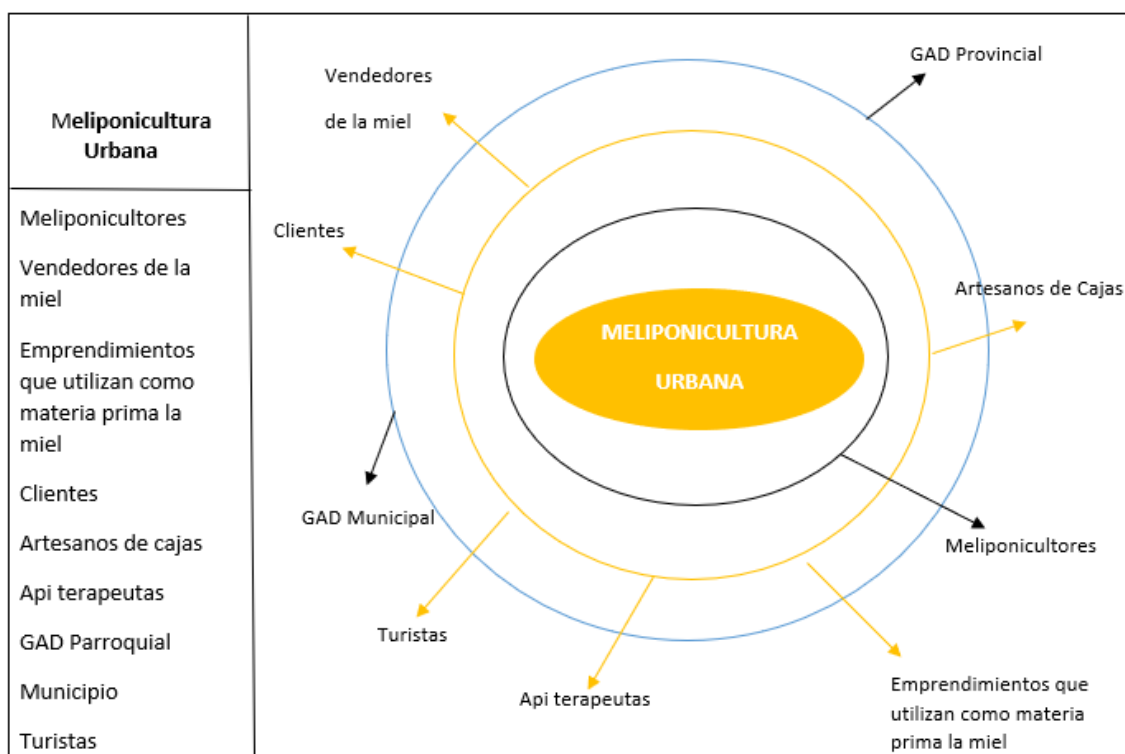 Meliponicultura
Urbana
Meliponicultores
Vendedores de la
miel
Emprendimientos
que utilizan como
materia prima la
miel
Clientes
Artesanos de cajas
Api terapeutas
GAD Parroquial
Municipio
Turistas
GAD Provincial
Vendedores
de la miel
Clientes
Artesanos de Cajas
MELIPONICULTURA
URBANA
GAD Municipal
Meliponicultores
Turistas
Api terapeutas
Emprendimientos que
utilizan como materia
prima la miel